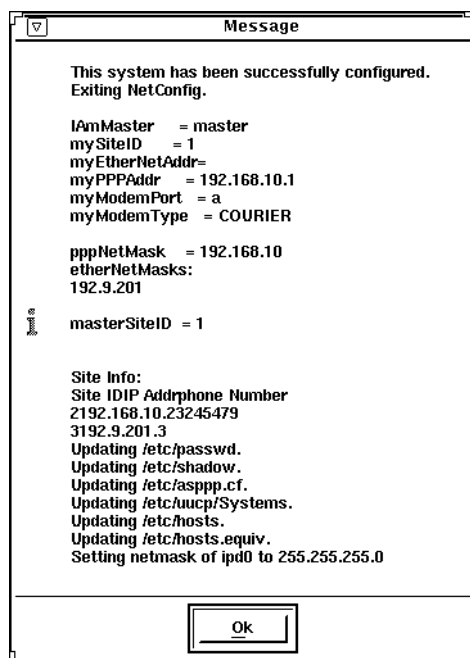 Message
This system has been successfully configured.
Exiting NetConfig.
IAmMaster = master
mySiteID = 1
myEtherNetAddr=
myPPPAddr = 192.168.10.1
myModemPort = a
myModemType = COURIER
pppNetMask = 192.168.10
etherNetMasks:
192.9.201
masterSiteID = 1
Site Info:
Site IDIP Addrphone Number
2192.168.10.23245479
3192.9.201.3
Updating /etc/passwd.
Updating /etc/shadow.
Updating /etc/asppp.cf.
Updating /etc/uucp/Systems.
Updating /etc/hosts.
Updating /etc/hosts.equiv.
Setting netmask of ipd0 to 255.255.255.0
Ok